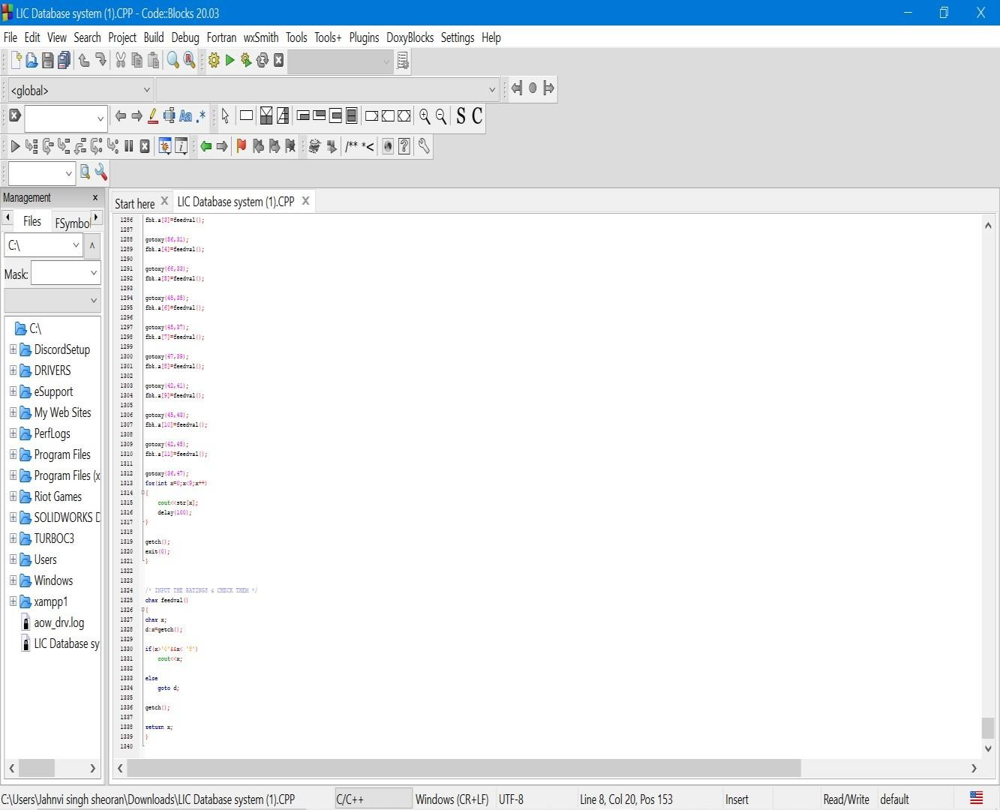 LIC Database system (1).CPP - Code::Blocks 20.03
File Edit View Search Project Build Debug Fortran wxSmith Tools Tools+ Plugins DoxyBlocks Settings Help
<global>
Aa .* S C
/** *<
Management x
Start here X LIC Database system (1).CPP X
Files FSymbol
C:\
Mask:
C:\
DiscordSetup
DRIVERS
eSupport
My Web Sites
PerfLogs
Program Files
Program Files (x
Riot Games
SOLIDWORKS D
TURBOC3
Users
Windows
xampp1
aow_drv.log
LIC Database sy
1286 fbk.a[3]=feedval();
1287
1288 gotoxy(56,31);
1289 fbk.a[4]=feedval();
1290
1291 gotoxy(66,33);
1292 fbk.a[5]=feedval();
1293
1294 gotoxy(48,35);
1295 fbk.a[6]=feedval();
1296
1297 gotoxy(45,37);
1298 fbk.a[7]=feedval();
1299
1300 gotoxy(47,39);
1301 fbk.a[8]=feedval();
1302
1303 gotoxy(42,41);
1304 fbk.a[9]=feedval();
1305
1306 gotoxy(45,43);
1307 fbk.a[10]=feedval();
1308
1309 gotoxy(42,45);
1310 fbk.a[11]=feedval();
1311
1312 gotoxy(36,47);
1313 for(int x=0;x<9;x++)
1314 {
1315 cout<<str[x];
1316 delay(100);
1317 }
1318
1319 getch();
1320 exit(0);
1321 }
1322
1323
1324 /* INPUT THE RATINGS & CHECK THEM */
1325 char feedval()
1326 {
1327 char x;
1328 d:x=getch();
1329
1330 if(x>'0'&&x< '5')
1331 cout<<x;
1332
1333 else
1334 goto d;
1335
1336 getch();
1337
1338 return x;
1339 }
1340
C:\Users\Jahnvi singh sheoran\Downloads\LIC Database system (1).CPP C/C++ Windows (CR+LF) UTF-8 Line 8, Col 20, Pos 153 Insert Read/Write default